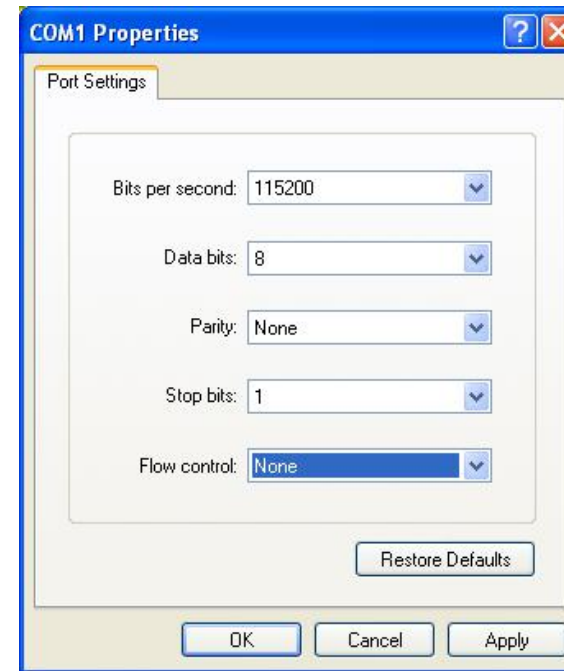 COM1 Properties
Port Settings
Bits per second: 115200
Data bits: 8
Parity: None
Stop bits: 1
Flow control: None
Restore Defaults
OK Cancel Apply